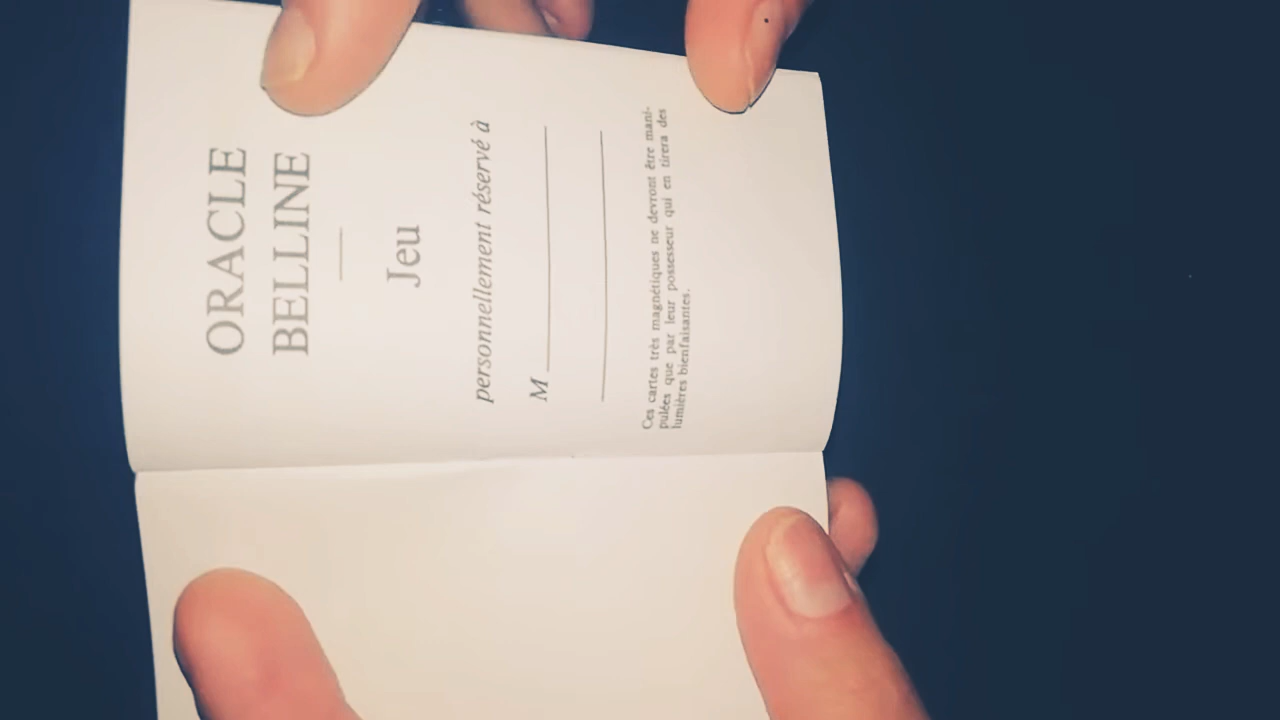 ORACLE
BELLINE
Jeu
personnellement réservé à
M
Ces cartes très magnétiques ne devront être mani-
pulées que par leur possesseur qui en tirera des
lumières bienfaisantes.